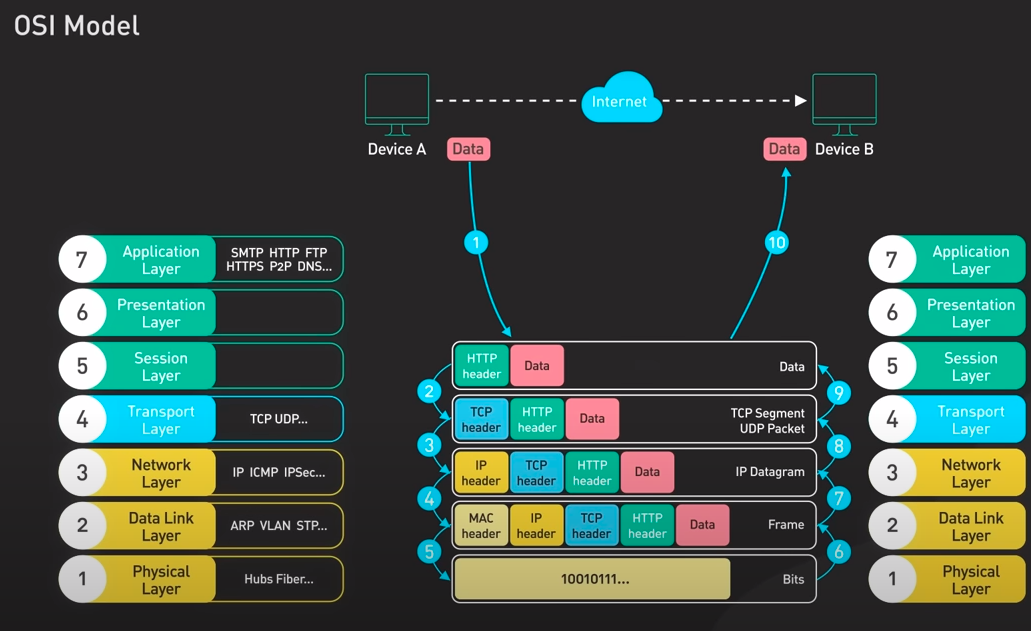 OSI Model
Internet
Device A
Data
Data
Device B
1
10
7
Application
Layer
SMTP HTTP FTP
HTTPS P2P DNS...
6
Presentation
Layer
5
Session
Layer
4
Transport
Layer
TCP UDP...
3
Network
Layer
IP ICMP IPSec...
2
Data Link
Layer
ARP VLAN STP...
1
Physical
Layer
Hubs Fiber...
HTTP
header
Data
Data
2
9
TCP
header
HTTP
header
Data
TCP Segment
UDP Packet
3
8
IP
header
TCP
header
HTTP
header
Data
IP Datagram
4
7
MAC
header
IP
header
TCP
header
HTTP
header
Data
Frame
5
6
10010111...
Bits
7
Application
Layer
6
Presentation
Layer
5
Session
Layer
4
Transport
Layer
3
Network
Layer
2
Data Link
Layer
1
Physical
Layer